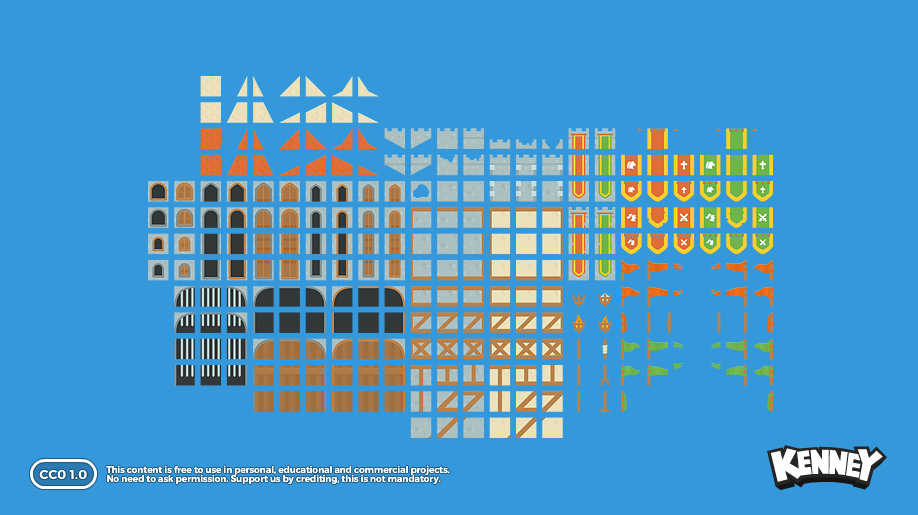 CC0 1.0
This content is free to use in personal, educational and commercial projects.
No need to ask permission. Support us by crediting, this is not mandatory.
KENNEY